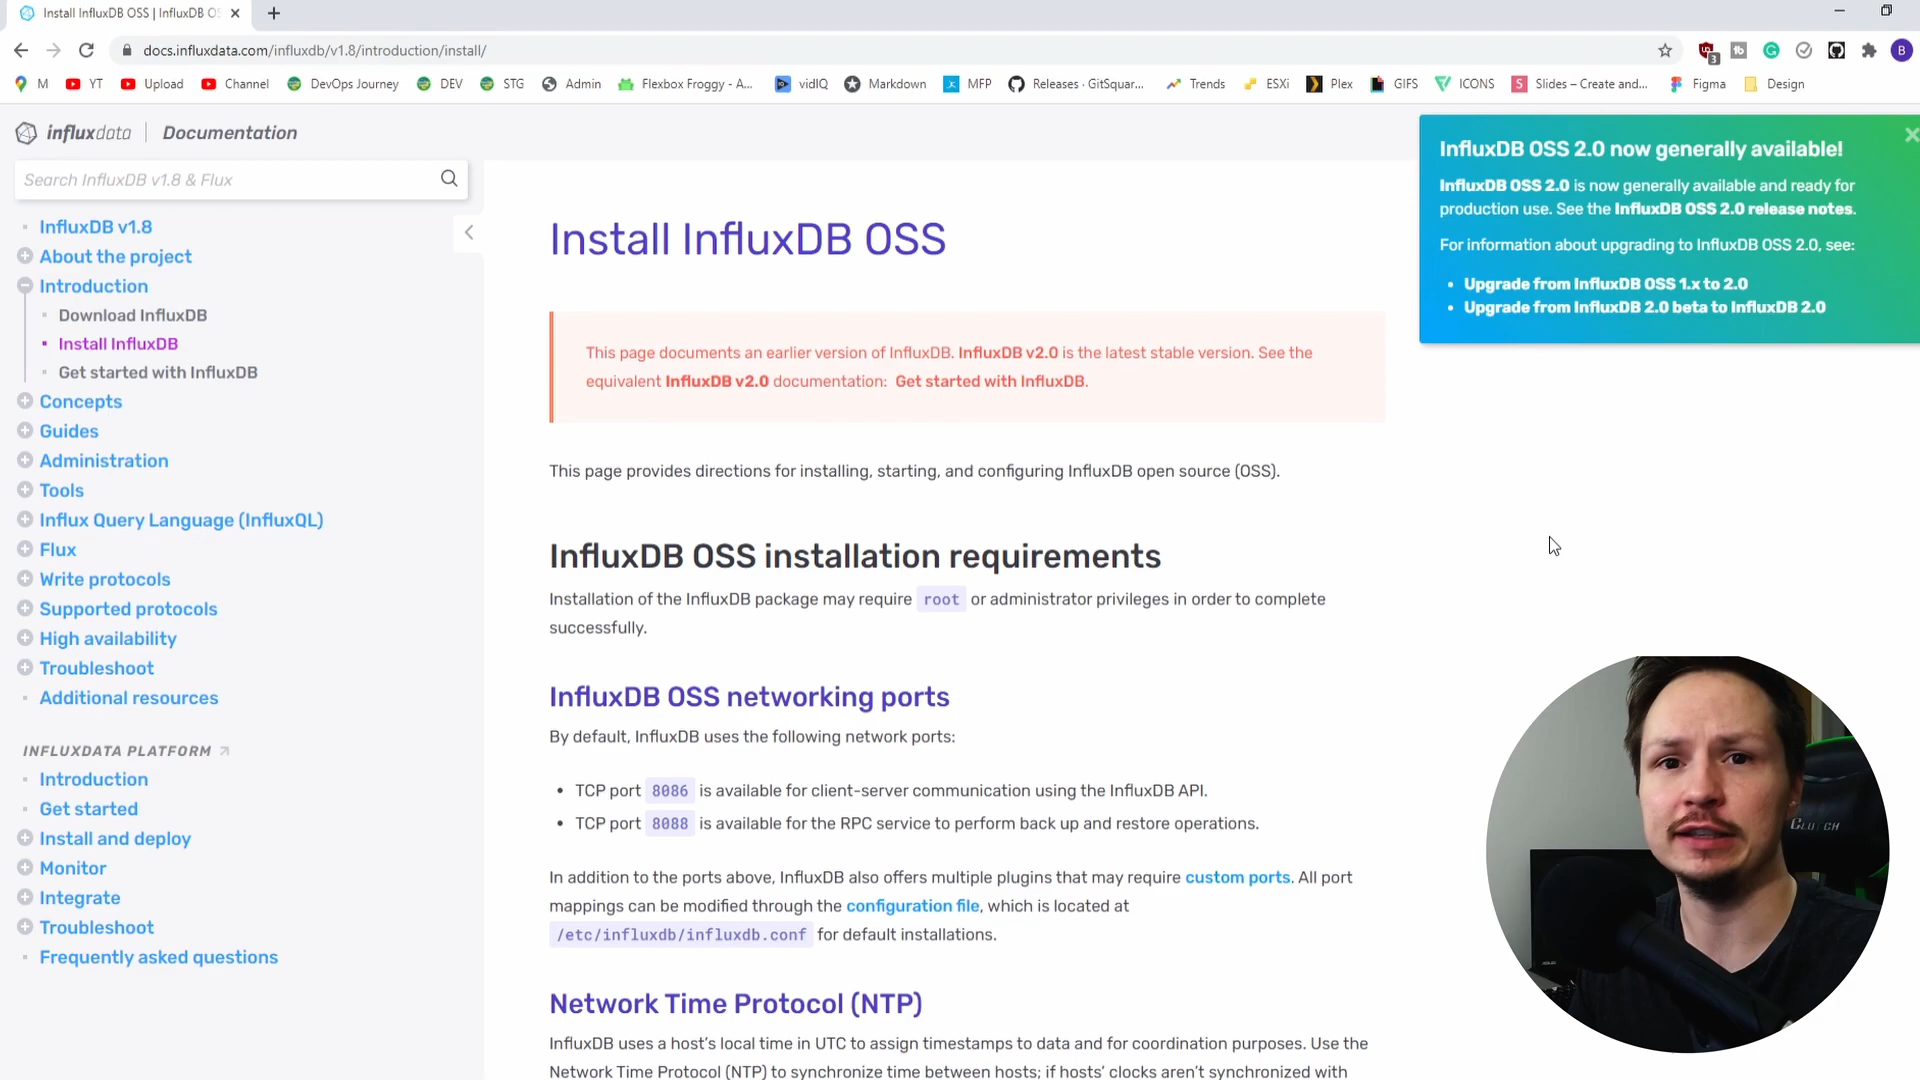 Install InfluxDB OSS | InfluxDB OS
docs.influxdata.com/influxdb/v1.8/introduction/install/
3
B
M
YT
Upload
Channel
DevOps Journey
DEV
STG
Admin
Flexbox Froggy - A...
vidIQ
Markdown
MFP
Releases · GitSquar...
Trends
ESXi
Plex
GIFS
ICONS
Slides – Create and...
Figma
Design
influxdata
Documentation
Search InfluxDB v1.8 & Flux
InfluxDB v1.8
About the project
Introduction
Download InfluxDB
Install InfluxDB
Get started with InfluxDB
Concepts
Guides
Administration
Tools
Influx Query Language (InfluxQL)
Flux
Write protocols
Supported protocols
High availability
Troubleshoot
Additional resources
INFLUXDATA PLATFORM
Introduction
Get started
Install and deploy
Monitor
Integrate
Troubleshoot
Frequently asked questions
Install InfluxDB OSS
This page documents an earlier version of InfluxDB. InfluxDB v2.0 is the latest stable version. See the
equivalent InfluxDB v2.0 documentation: Get started with InfluxDB.
This page provides directions for installing, starting, and configuring InfluxDB open source (OSS).
InfluxDB OSS installation requirements
Installation of the InfluxDB package may require root or administrator privileges in order to complete
successfully.
InfluxDB OSS networking ports
By default, InfluxDB uses the following network ports:
• TCP port 8086 is available for client-server communication using the InfluxDB API.
• TCP port 8088 is available for the RPC service to perform back up and restore operations.
In addition to the ports above, InfluxDB also offers multiple plugins that may require custom ports. All port
mappings can be modified through the configuration file, which is located at
/etc/influxdb/influxdb.conf for default installations.
Network Time Protocol (NTP)
InfluxDB uses a host's local time in UTC to assign timestamps to data and for coordination purposes. Use the
Network Time Protocol (NTP) to synchronize time between hosts; if hosts' clocks aren't synchronized with
InfluxDB OSS 2.0 now generally available!
InfluxDB OSS 2.0 is now generally available and ready for
production use. See the InfluxDB OSS 2.0 release notes.
For information about upgrading to InfluxDB OSS 2.0, see:
• Upgrade from InfluxDB OSS 1.x to 2.0
• Upgrade from InfluxDB 2.0 beta to InfluxDB 2.0
CLUTCH
ASUS